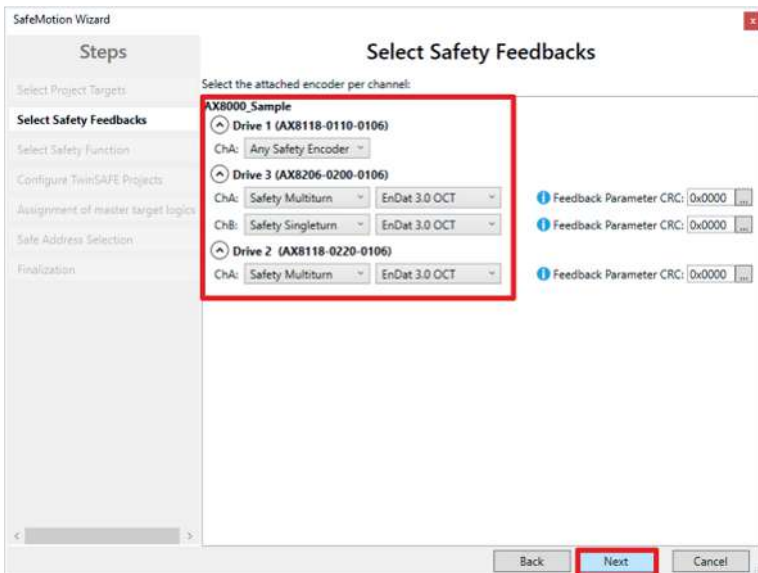 SafeMotion Wizard
x
Steps
Select Project Targets
Select Safety Feedbacks
Select Safety Function
Configure TwinSAFE Projects
Assignment of master target logics
Safe Address Selection
Finalization
Select Safety Feedbacks
Select the attached encoder per channel:
AX8000_Sample
Drive 1 (AX8118-0110-0106)
ChA: Any Safety Encoder
Drive 3 (AX8206-0200-0106)
ChA: Safety Multiturn EnDat 3.0 OCT Feedback Parameter CRC: 0x0000 ...
ChB: Safety Singleturn EnDat 3.0 OCT Feedback Parameter CRC: 0x0000 ...
Drive 2 (AX8118-0220-0106)
ChA: Safety Multiturn EnDat 3.0 OCT Feedback Parameter CRC: 0x0000 ...
Back Next Cancel